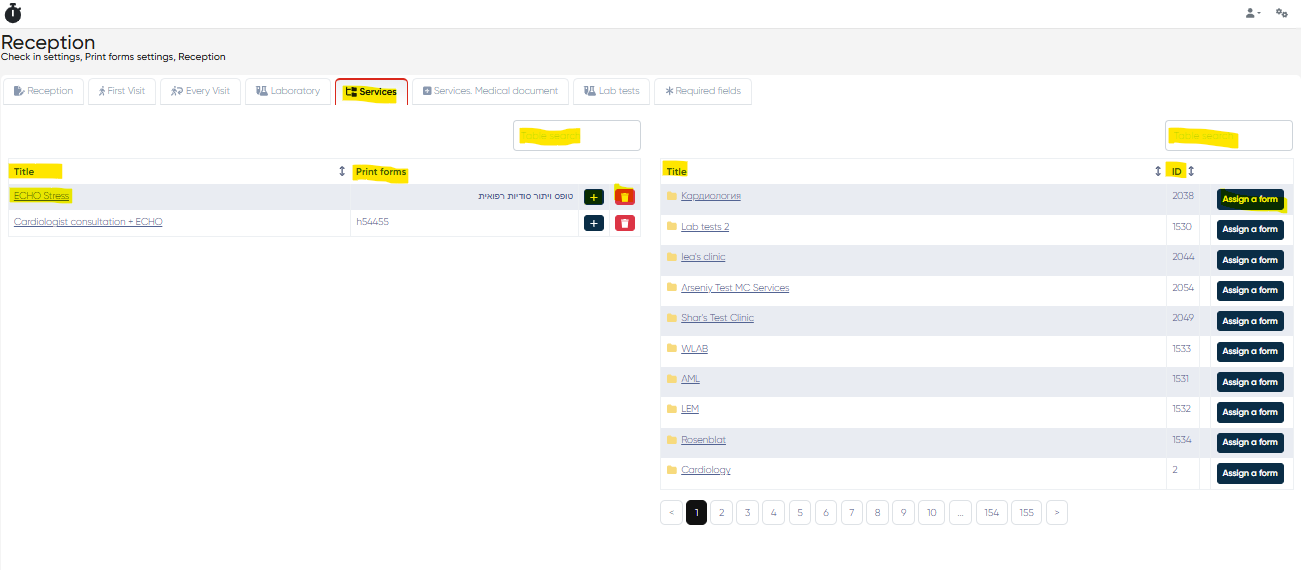 Reception
Check in settings, Print forms settings, Reception
Reception First Visit Every Visit Laboratory Services Services. Medical document Lab tests Required fields
Table search
Table search
Title Print forms
ECHO Stress טופס ויתור סודיות רפואית
Cardiologist consultation + ECHO h54455
Title ID
Кардиология 2038 Assign a form
Lab tests 2 1530 Assign a form
lea's clinic 2044 Assign a form
Arseniy Test MC Services 2054 Assign a form
Shar's Test Clinic 2049 Assign a form
WLAB 1533 Assign a form
AML 1531 Assign a form
LEM 1532 Assign a form
Rosenblat 1534 Assign a form
Cardiology 2 Assign a form
< 1 2 3 4 5 6 7 8 9 10 ... 154 155 >